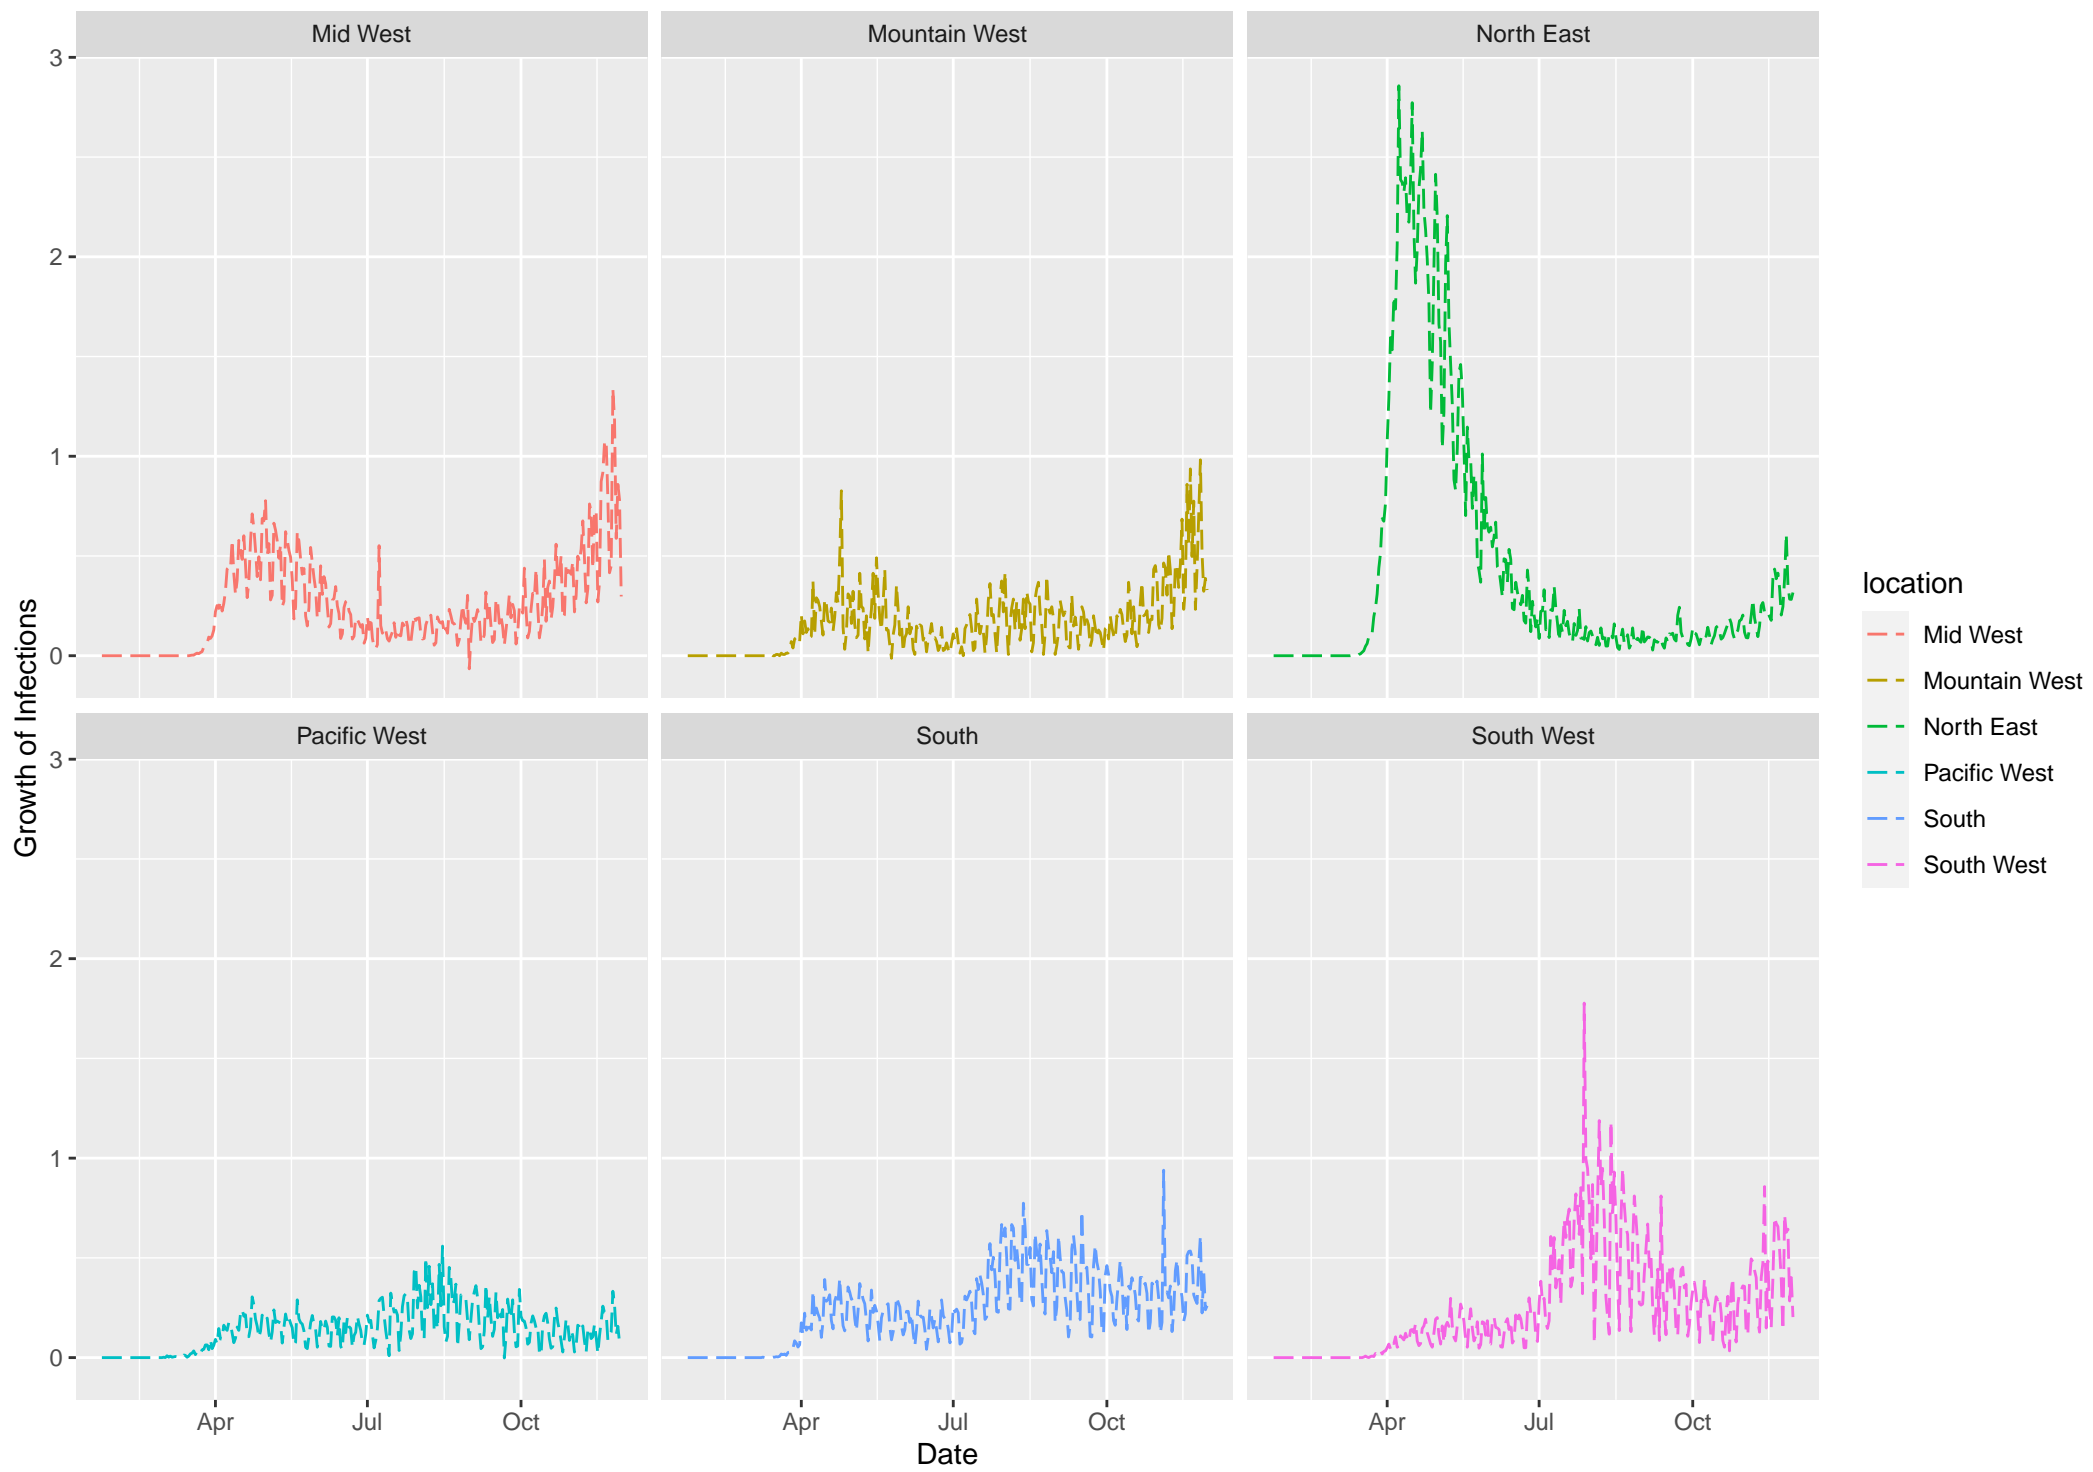 Mid West
Mountain West
North East
3
2
1
0
Pacific West
South
South West
3
2
1
0
Apr
Jul
Oct
Apr
Jul
Oct
Apr
Jul
Oct
Date
Growth of Infections
location
Mid West
Mountain West
North East
Pacific West
South
South West